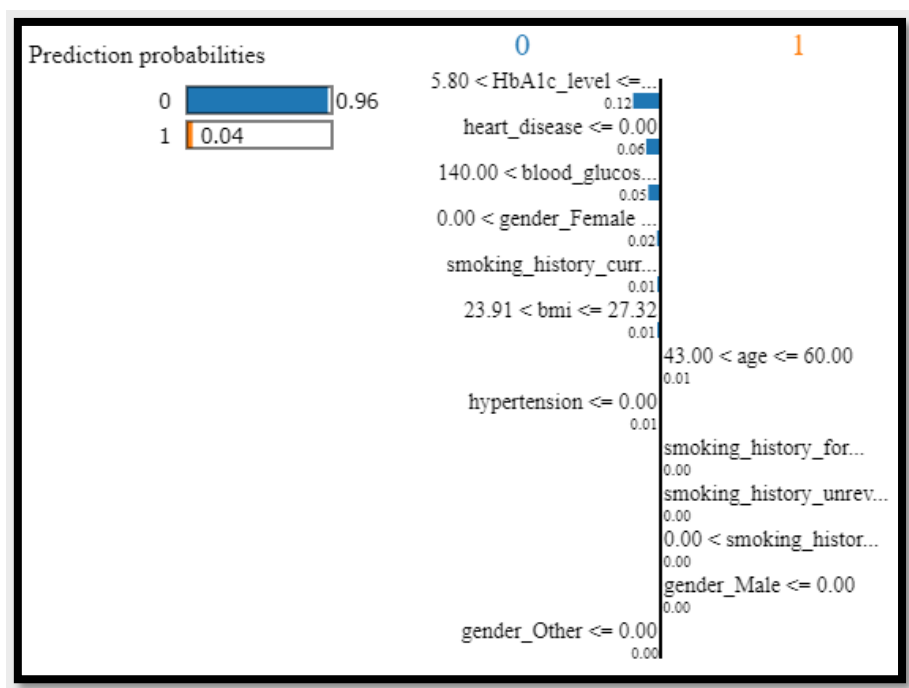 Prediction probabilities
0 0.96
1 0.04
0 1
5.80 < HbA1c_level <=...
0.12
heart_disease <= 0.00
0.06
140.00 < blood_glucos...
0.05
0.00 < gender_Female ...
0.02
smoking_history_curr...
0.01
23.91 < bmi <= 27.32
0.01
43.00 < age <= 60.00
0.01
hypertension <= 0.00
0.01
smoking_history_for...
0.00
smoking_history_unrev...
0.00
0.00 < smoking_histor...
0.00
gender_Male <= 0.00
0.00
gender_Other <= 0.00
0.00